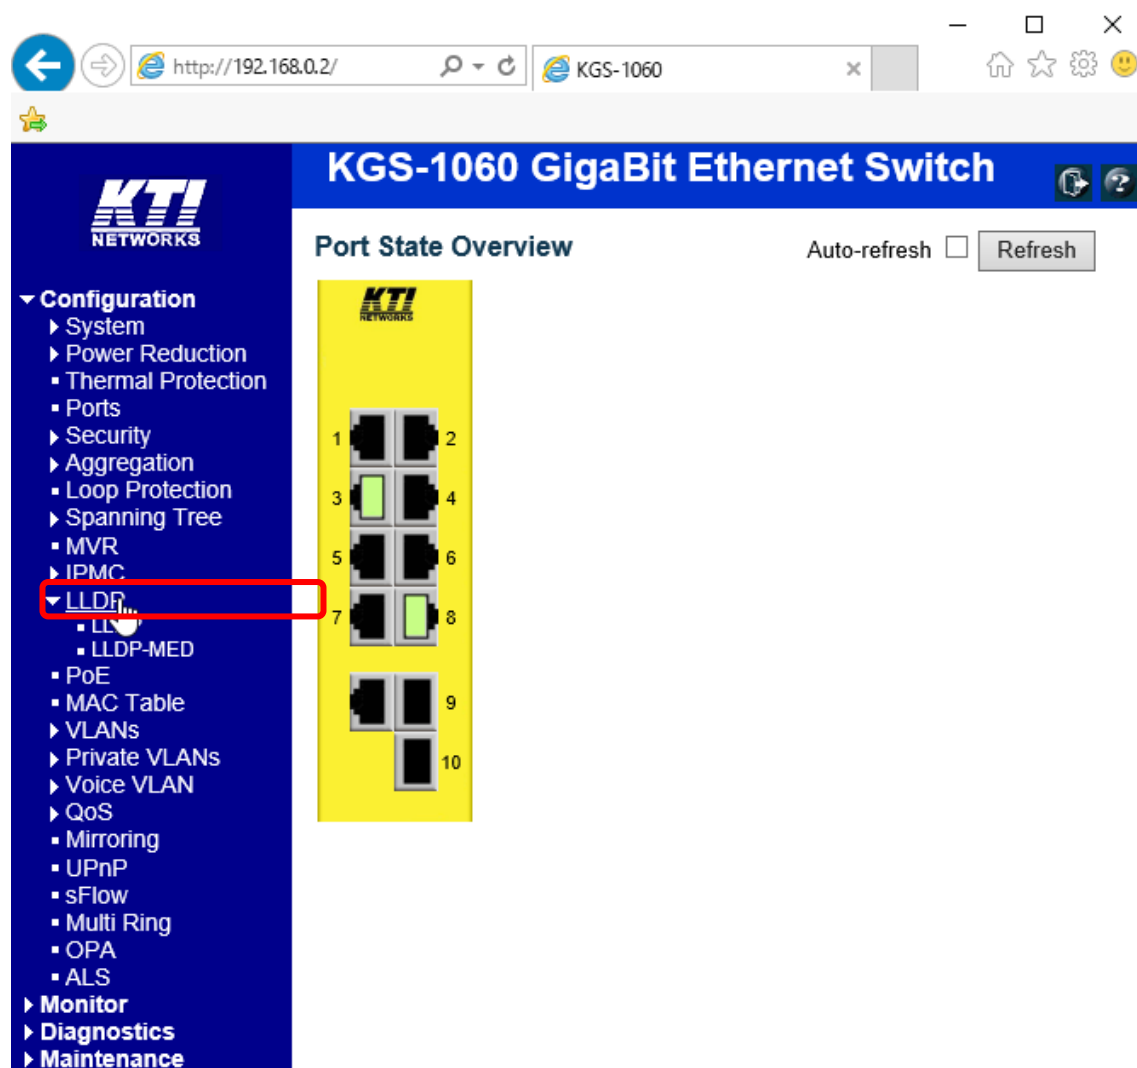 http://192.168.0.2/
KGS-1060
KGS-1060 GigaBit Ethernet Switch
KTI
NETWORKS
Port State Overview
Auto-refresh
Refresh
Configuration
System
Power Reduction
Thermal Protection
Ports
Security
Aggregation
Loop Protection
Spanning Tree
MVR
IPMC
LLDP
LLDP-MED
PoE
MAC Table
VLANs
Private VLANs
Voice VLAN
QoS
Mirroring
UPnP
sFlow
Multi Ring
OPA
ALS
Monitor
Diagnostics
Maintenance
KTI
NETWORKS
1 2
3 4
5 6
7 8
9
10